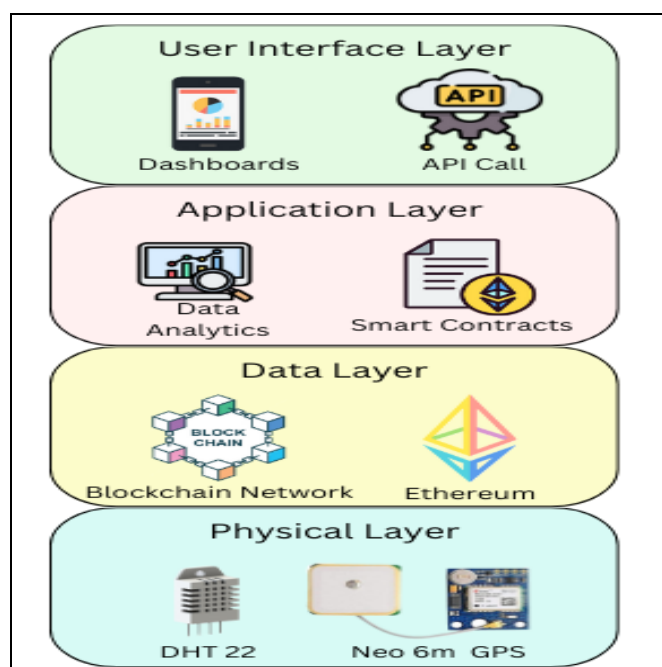 User Interface Layer
API
Dashboards
API Call
Application Layer
Data
Analytics
Smart Contracts
Data Layer
BLOCK
CHAIN
Blockchain Network
Ethereum
Physical Layer
DHT 22
Neo 6m GPS